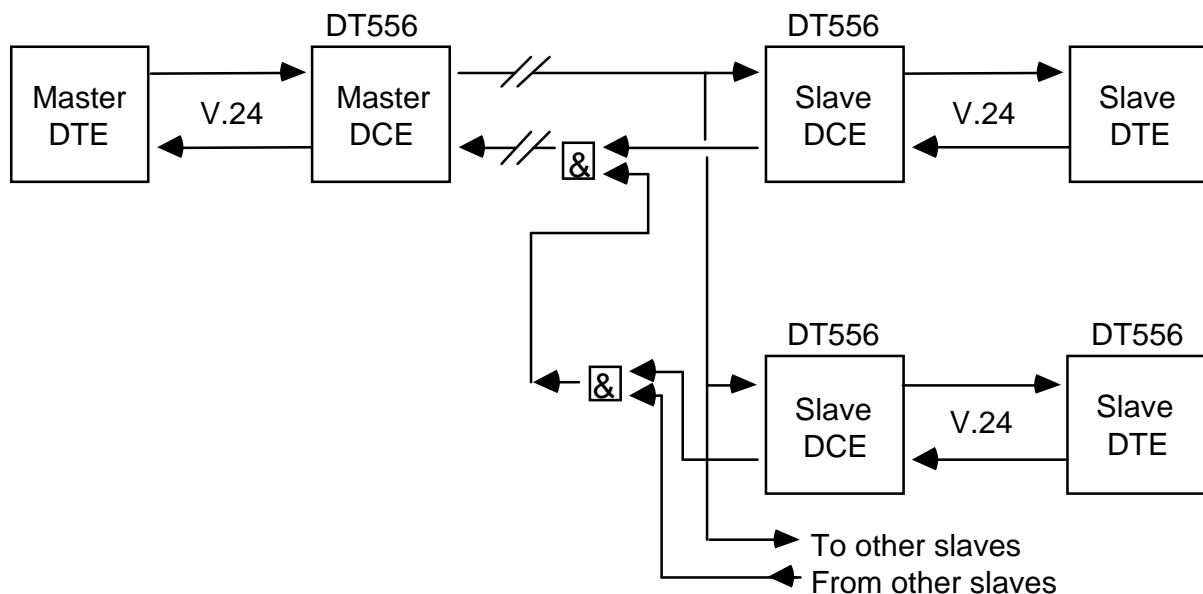 DT556
DT556
Master
DTE
V.24
Master
DCE
Slave
DCE
V.24
Slave
DTE
&
DT556
DT556
&
Slave
DCE
V.24
Slave
DTE
To other slaves
From other slaves